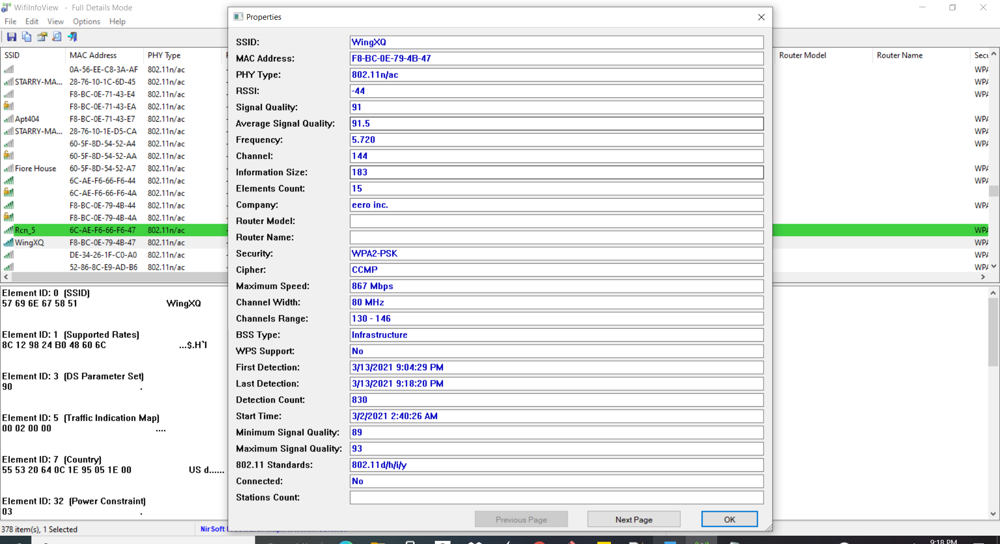 WifiInfoView - Full Details Mode
File Edit View Options Help
SSID MAC Address PHY Type
0A-56-EE-C8-3A-AF 802.11n/ac
STARRY-MA... 28-76-10-1C-6D-45 802.11n/ac
F8-BC-0E-71-43-E4 802.11n/ac
F8-BC-0E-71-43-EA 802.11n/ac
Apt404 F8-BC-0E-71-43-E7 802.11n/ac
STARRY-MA... 28-76-10-1E-D5-CA 802.11n/ac
60-5F-8D-54-52-A4 802.11n/ac
60-5F-8D-54-52-AA 802.11n/ac
Fiore House 60-5F-8D-54-52-A7 802.11n/ac
6C-AE-F6-66-F6-44 802.11n/ac
6C-AE-F6-66-F6-4A 802.11n/ac
F8-BC-0E-79-4B-44 802.11n/ac
F8-BC-0E-79-4B-4A 802.11n/ac
Rcn_5 6C-AE-F6-66-F6-47 802.11n/ac
WingXQ F8-BC-0E-79-4B-47 802.11n/ac
DE-34-26-1F-C0-A0 802.11n/ac
52-86-8C-E9-AD-B6 802.11n/ac
Element ID: 0 (SSID)
57 69 6E 67 58 51 WingXQ
Element ID: 1 (Supported Rates)
8C 12 98 24 B0 48 60 6C ...$.H`l
Element ID: 3 (DS Parameter Set)
90 .
Element ID: 5 (Traffic Indication Map)
00 02 00 00 ....
Element ID: 7 (Country)
55 53 20 64 0C 1E 95 05 1E 00 US d......
Element ID: 32 (Power Constraint)
03 .
378 item(s), 1 Selected
NirSoft
Properties
SSID: WingXQ
MAC Address: F8-BC-0E-79-4B-47
PHY Type: 802.11n/ac
RSSI: -44
Signal Quality: 91
Average Signal Quality: 91.5
Frequency: 5.720
Channel: 144
Information Size: 183
Elements Count: 15
Company: eero inc.
Router Model:
Router Name:
Security: WPA2-PSK
Cipher: CCMP
Maximum Speed: 867 Mbps
Channel Width: 80 MHz
Channels Range: 130 - 146
BSS Type: Infrastructure
WPS Support: No
First Detection: 3/13/2021 9:04:29 PM
Last Detection: 3/13/2021 9:18:20 PM
Detection Count: 830
Start Time: 3/2/2021 2:40:26 AM
Minimum Signal Quality: 89
Maximum Signal Quality: 93
802.11 Standards: 802.11d/h/i/y
Connected: No
Stations Count:
Previous Page Next Page OK
Router Model Router Name Secu
WPA
WPA
WPA
WPA
WPA
WPA
WPA
WPA
WPA
WPA
WPA
WPA
WPA
9:18 PM